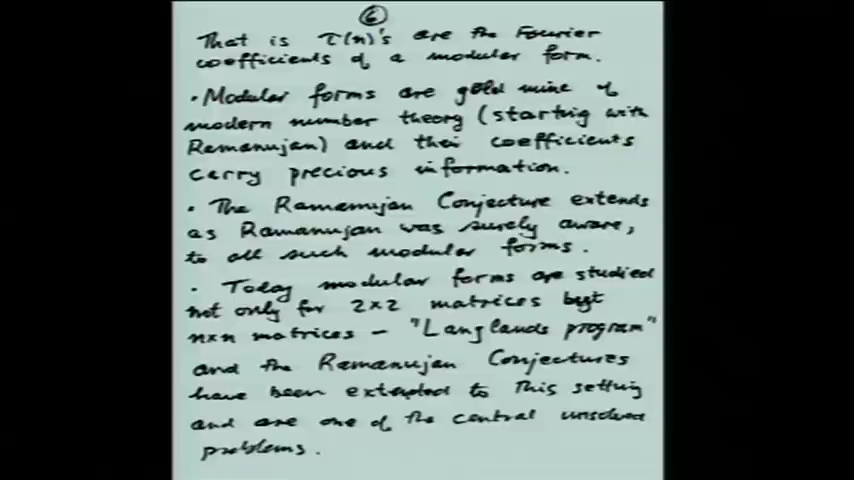 6
That is τ(n)'s are the Fourier
coefficients of a modular form.
• Modular forms are gold mine of
modern number theory (starting with
Ramanujan) and their coefficients
carry precious information.
• The Ramanujan Conjecture extends
as Ramanujan was surely aware,
to all such modular forms.
• Today modular forms are studied
not only for 2×2 matrices but
n×n matrices — "Langlands program"
and the Ramanujan Conjectures
have been extended to this setting
and are one of the central unsolved
problems.